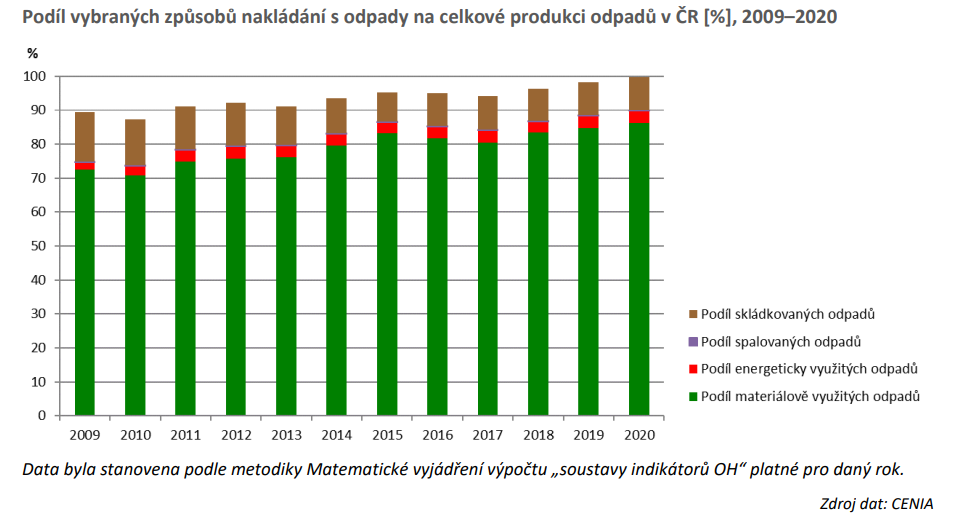 Podíl vybraných způsobů nakládání s odpady na celkové produkci odpadů v ČR [%], 2009–2020
%
100
90
80
70
60
50
40
30
20
10
0
2009 2010 2011 2012 2013 2014 2015 2016 2017 2018 2019 2020
Podíl skládkovaných odpadů
Podíl spalovaných odpadů
Podíl energeticky využitých odpadů
Podíl materiálově využitých odpadů
Data byla stanovena podle metodiky Matematické vyjádření výpočtu „soustavy indikátorů OH“ platné pro daný rok.
Zdroj dat: CENIA